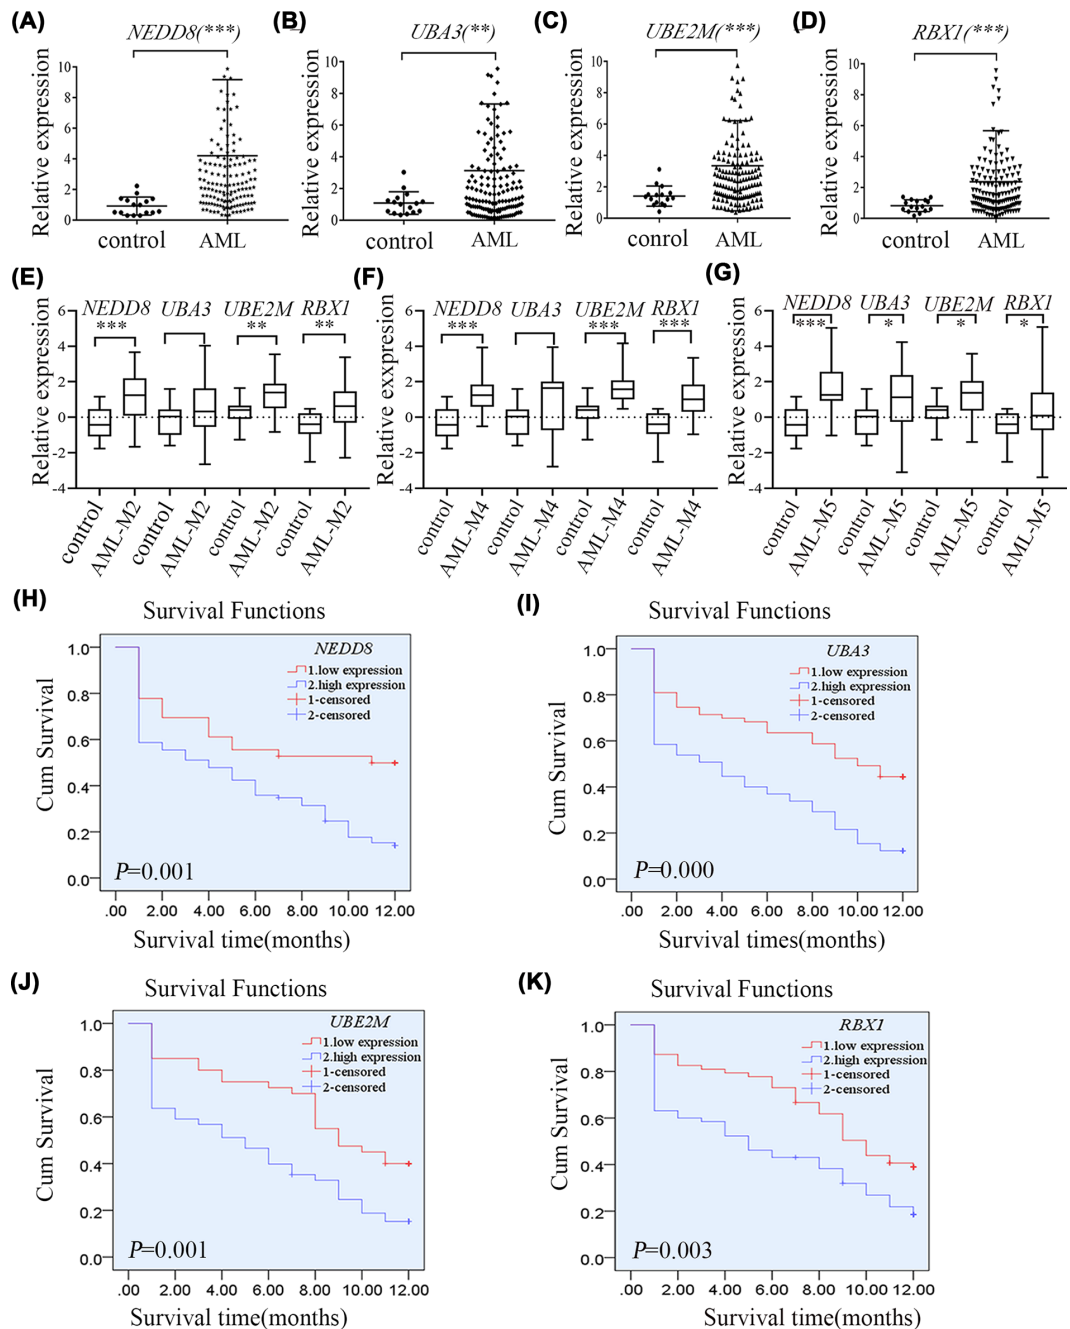 (A) NEDD8(***)
Relative expression
10
8
6
4
2
0
control AML
(B) UBA3(**)
Relative expression
10
8
6
4
2
0
control AML
(C) UBE2M(***)
Relative expression
10
8
6
4
2
0
conrol AML
(D) RBX1(***)
Relative expression
10
8
6
4
2
0
control AML
(E)
NEDD8 UBA3 UBE2M RBX1
*** ** **
Relative expression
6
4
2
0
-2
-4
control AML-M2 control AML-M2 control AML-M2 control AML-M2
(F)
NEDD8 UBA3 UBE2M RBX1
*** *** ***
Relative exxpression
6
4
2
0
-2
-4
control AML-M4 control AML-M4 control AML-M4 control AML-M4
(G)
NEDD8 UBA3 UBE2M RBX1
*** * * *
Relative expression
6
4
2
0
-2
-4
control AML-M5 control AML-M5 control AML-M5 control AML-M5
(H)
Survival Functions
NEDD8
1.low expression
2.high expression
1-censored
2-censored
Cum Survival
1.0
0.8
0.6
0.4
0.2
0.0
P=0.001
.00 2.00 4.00 6.00 8.00 10.00 12.00
Survival time(months)
(I)
Survival Functions
UBA3
1.low expression
2.high expression
1-censored
2-censored
Cum Survival
1.0
0.8
0.6
0.4
0.2
0.0
P=0.000
.00 2.00 4.00 6.00 8.00 10.00 12.00
Survival times(months)
(J)
Survival Functions
UBE2M
1.low expression
2.high expression
1-censored
2-censored
Cum Survival
1.0
0.8
0.6
0.4
0.2
0.0
P=0.001
.00 2.00 4.00 6.00 8.00 10.00 12.00
Survival time(months)
(K)
Survival Functions
RBX1
1.low expression
2.high expression
1-censored
2-censored
Cum Survival
1.0
0.8
0.6
0.4
0.2
0.0
P=0.003
.00 2.00 4.00 6.00 8.00 10.00 12.00
Survival time(months)